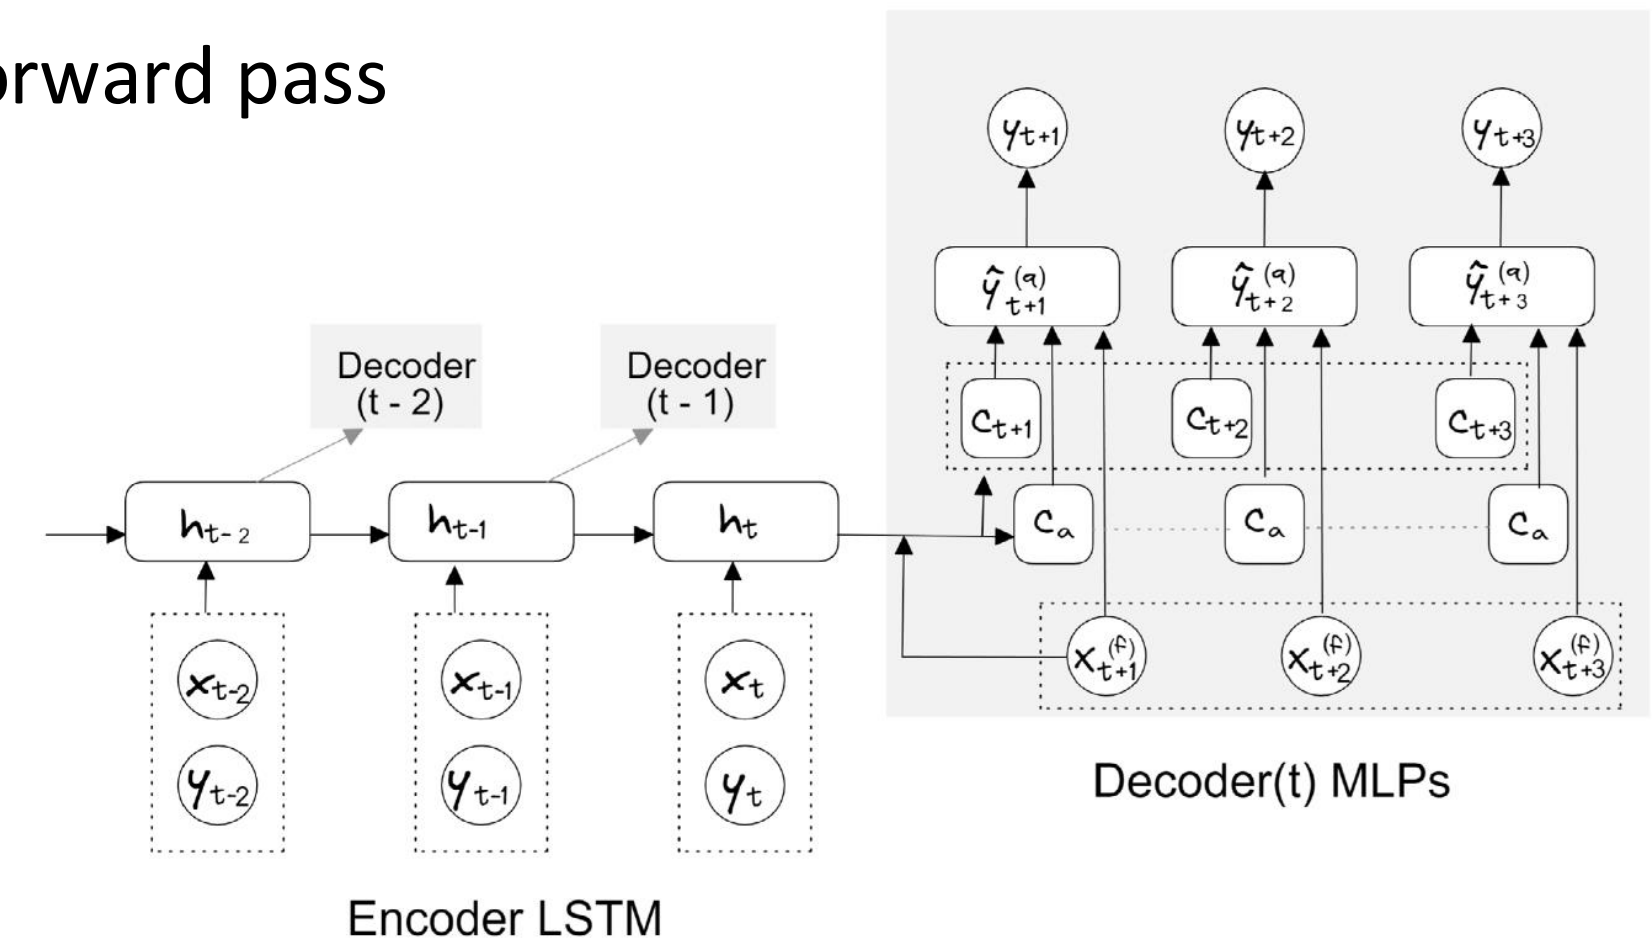 orward pass
y t+1 y t+2 y t+3
ŷ (a) t+1 ŷ (a) t+2 ŷ (a) t+3
Decoder (t - 2)
Decoder (t - 1)
c t+1 c t+2 c t+3
h t-2 h t-1 h t
c a c a c a
x t-2 x t-1 x t
x (f) t+1 x (f) t+2 x (f) t+3
y t-2 y t-1 y t
Decoder(t) MLPs
Encoder LSTM